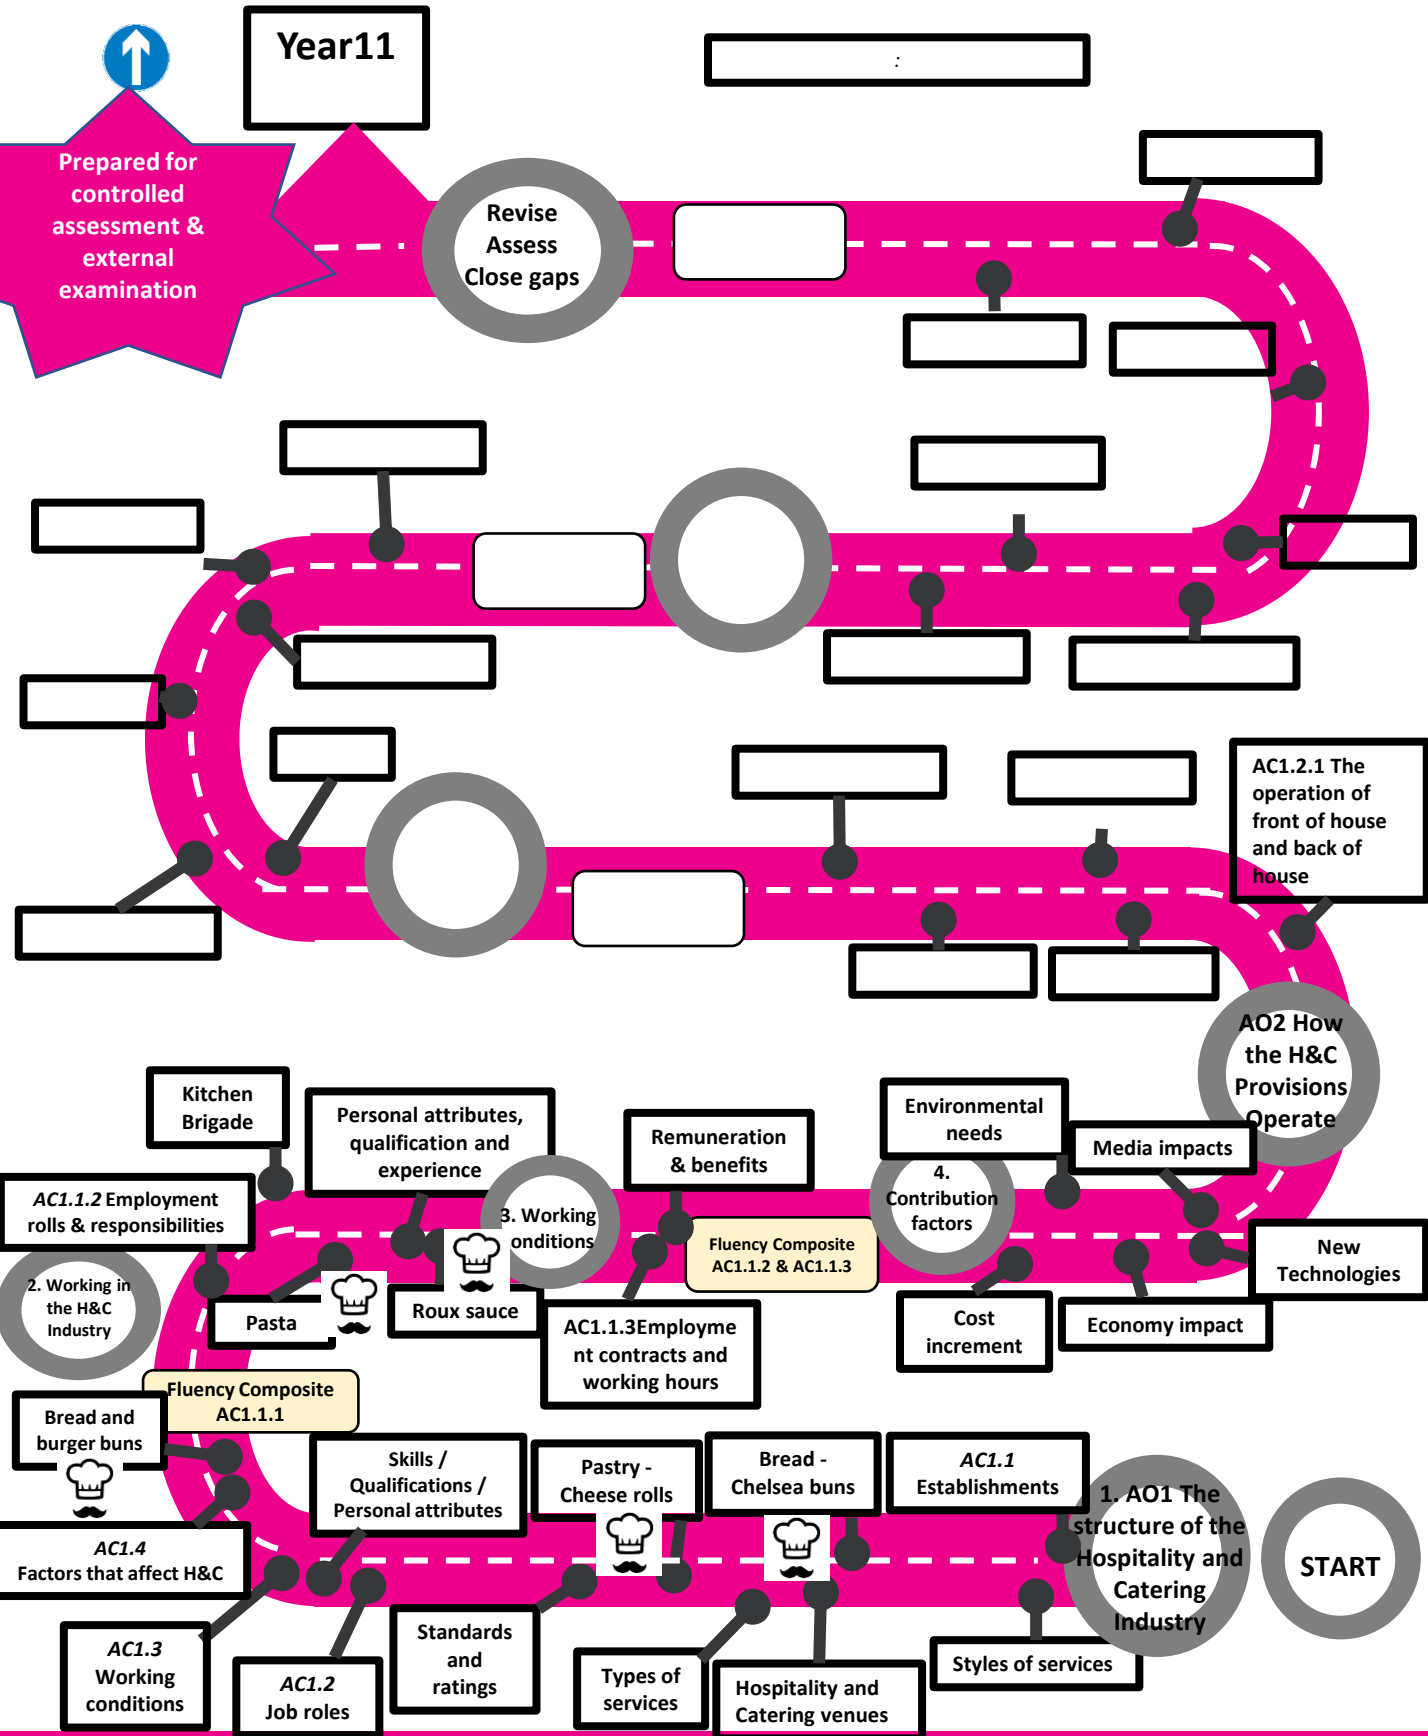 Year11
:
Prepared for
controlled
assessment &
external
examination
Revise
Assess
Close gaps
AC1.2.1 The
operation of
front of house
and back of
house
AO2 How
the H&C
Provisions
Operate
Kitchen
Brigade
Personal attributes,
qualification and
experience
Remuneration
& benefits
Environmental
needs
Media impacts
AC1.1.2 Employment
rolls & responsibilities
3. Working
conditions
4.
Contribution
factors
Fluency Composite
AC1.1.2 & AC1.1.3
New
Technologies
2. Working in
the H&C
Industry
Pasta
Roux sauce
AC1.1.3Employme
nt contracts and
working hours
Cost
increment
Economy impact
Fluency Composite
AC1.1.1
Bread and
burger buns
Skills /
Qualifications /
Personal attributes
Pastry -
Cheese rolls
Bread -
Chelsea buns
AC1.1
Establishments
1. AO1 The
structure of the
Hospitality and
Catering
Industry
START
AC1.4
Factors that affect H&C
AC1.3
Working
conditions
AC1.2
Job roles
Standards
and
ratings
Types of
services
Hospitality and
Catering venues
Styles of services